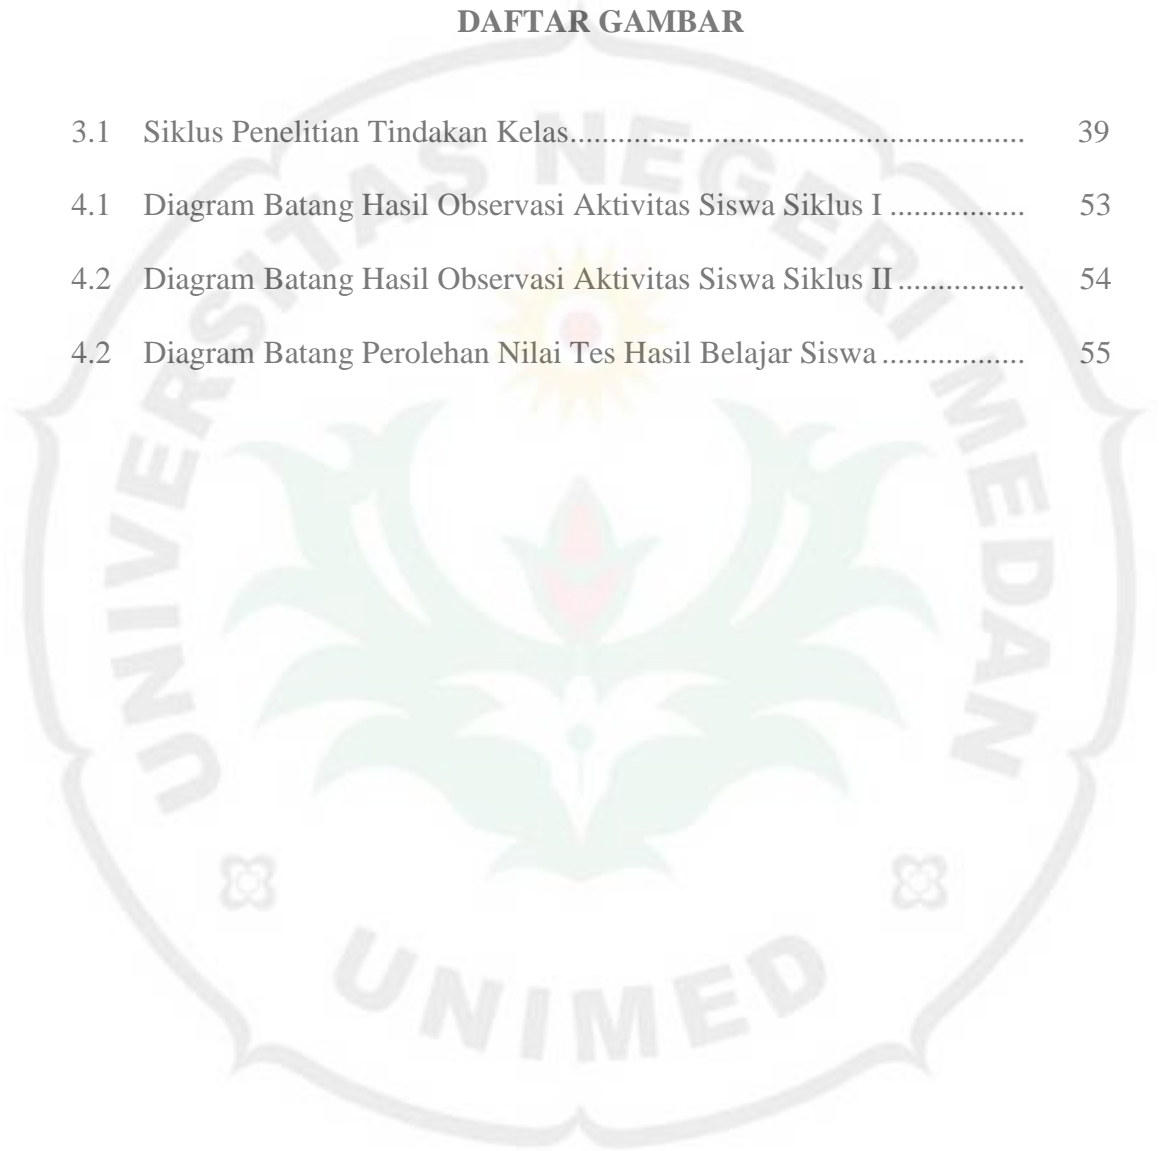 DAFTAR GAMBAR
3.1 Siklus Penelitian Tindakan Kelas......................................................... 39
4.1 Diagram Batang Hasil Observasi Aktivitas Siswa Siklus I ................. 53
4.2 Diagram Batang Hasil Observasi Aktivitas Siswa Siklus II ................ 54
4.2 Diagram Batang Perolehan Nilai Tes Hasil Belajar Siswa .................. 55
UNIVERSITAS NEGERI MEDAN
UNIMED